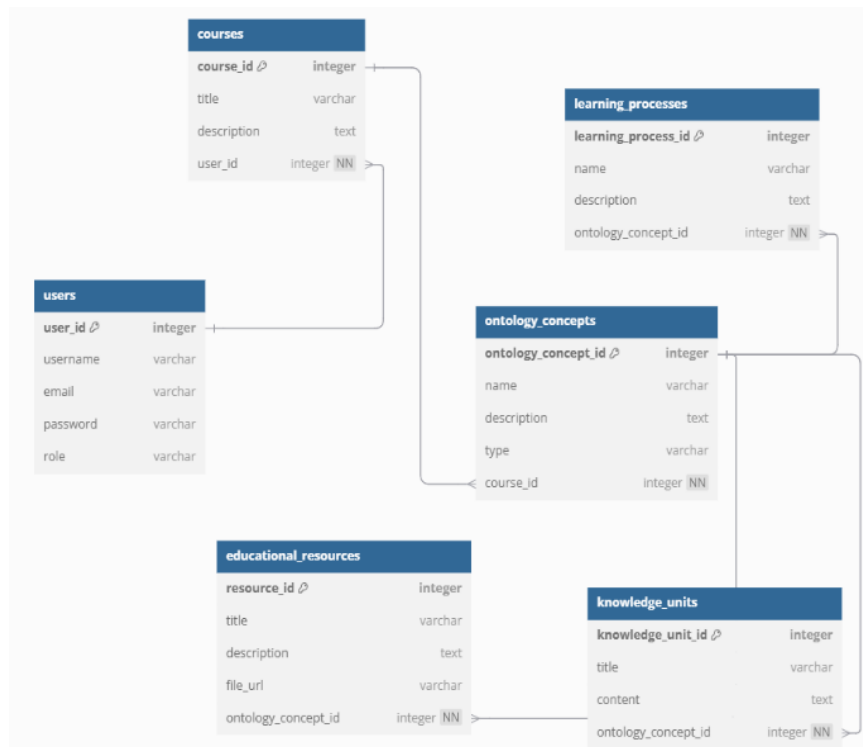 courses
course_id integer
title varchar
description text
user_id integer NN
learning_processes
learning_process_id integer
name varchar
description text
ontology_concept_id integer NN
users
user_id integer
username varchar
email varchar
password varchar
role varchar
ontology_concepts
ontology_concept_id integer
name varchar
description text
type varchar
course_id integer NN
educational_resources
resource_id integer
title varchar
description text
file_url varchar
ontology_concept_id integer NN
knowledge_units
knowledge_unit_id integer
title varchar
content text
ontology_concept_id integer NN